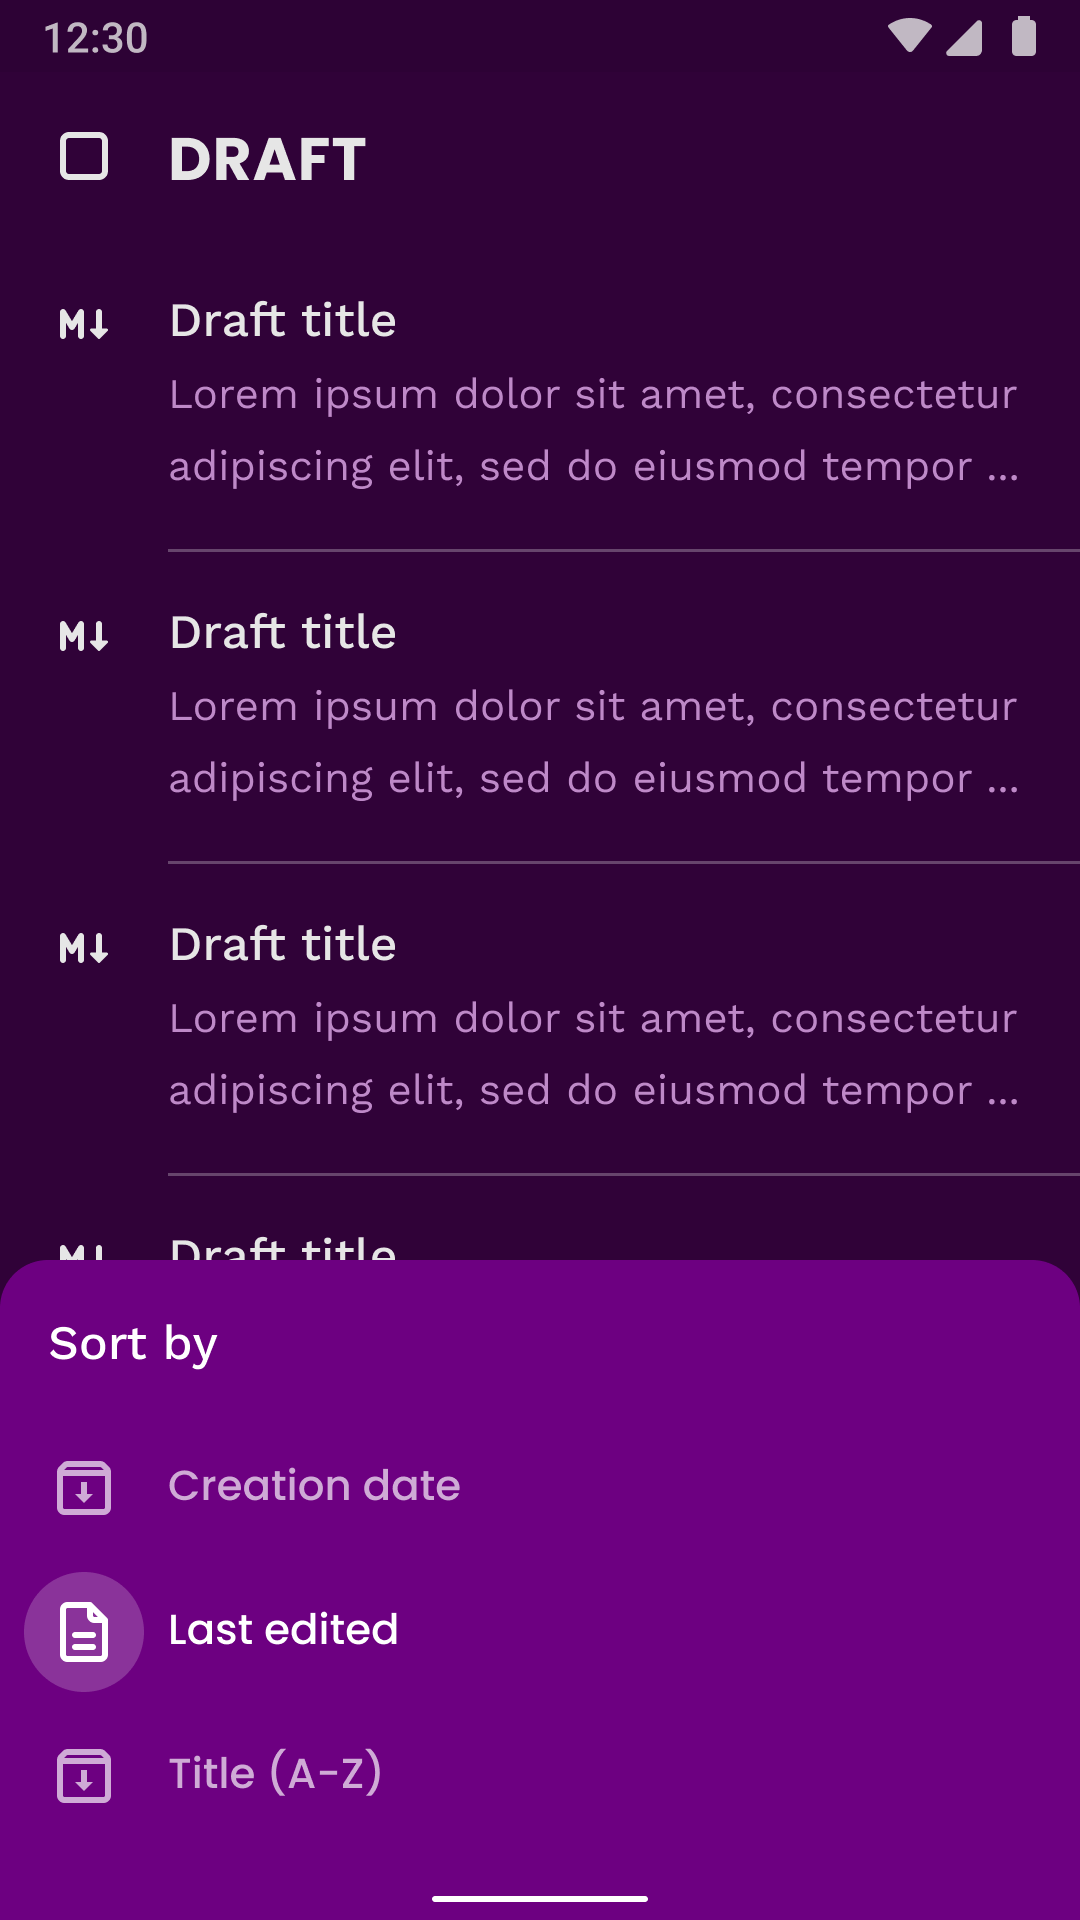 12:30
DRAFT
M↓ Draft title
Lorem ipsum dolor sit amet, consectetur
adipiscing elit, sed do eiusmod tempor ...
M↓ Draft title
Lorem ipsum dolor sit amet, consectetur
adipiscing elit, sed do eiusmod tempor ...
M↓ Draft title
Lorem ipsum dolor sit amet, consectetur
adipiscing elit, sed do eiusmod tempor ...
M↓ Draft title
Sort by
Creation date
Last edited
Title (A-Z)